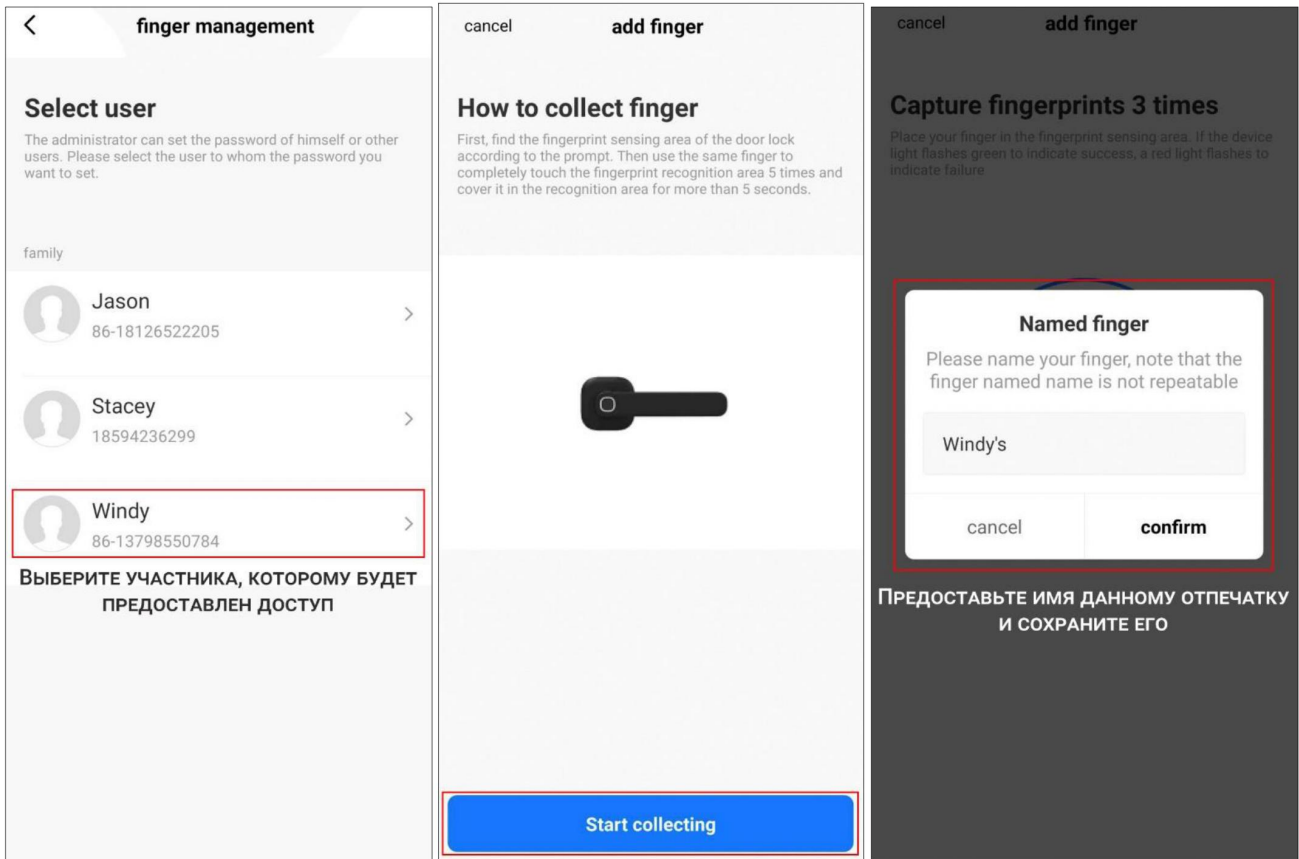 finger management
Select user
The administrator can set the password of himself or other
users. Please select the user to whom the password you
want to set.
family
Jason
86-18126522205
Stacey
18594236299
Windy
86-13798550784
ВЫБЕРИТЕ УЧАСТНИКА, КОТОРОМУ БУДЕТ
ПРЕДОСТАВЛЕН ДОСТУП
cancel add finger
How to collect finger
First, find the fingerprint sensing area of the door lock
according to the prompt. Then use the same finger to
completely touch the fingerprint recognition area 5 times and
cover it in the recognition area for more than 5 seconds.
Start collecting
cancel add finger
Capture fingerprints 3 times
Place your finger in the fingerprint sensing area. If the device
light flashes green to indicate success, a red light flashes to
indicate failure
Named finger
Please name your finger, note that the
finger named name is not repeatable
Windy's
cancel confirm
ПРЕДОСТАВЬТЕ ИМЯ ДАННОМУ ОТПЕЧАТКУ
И СОХРАНИТЕ ЕГО